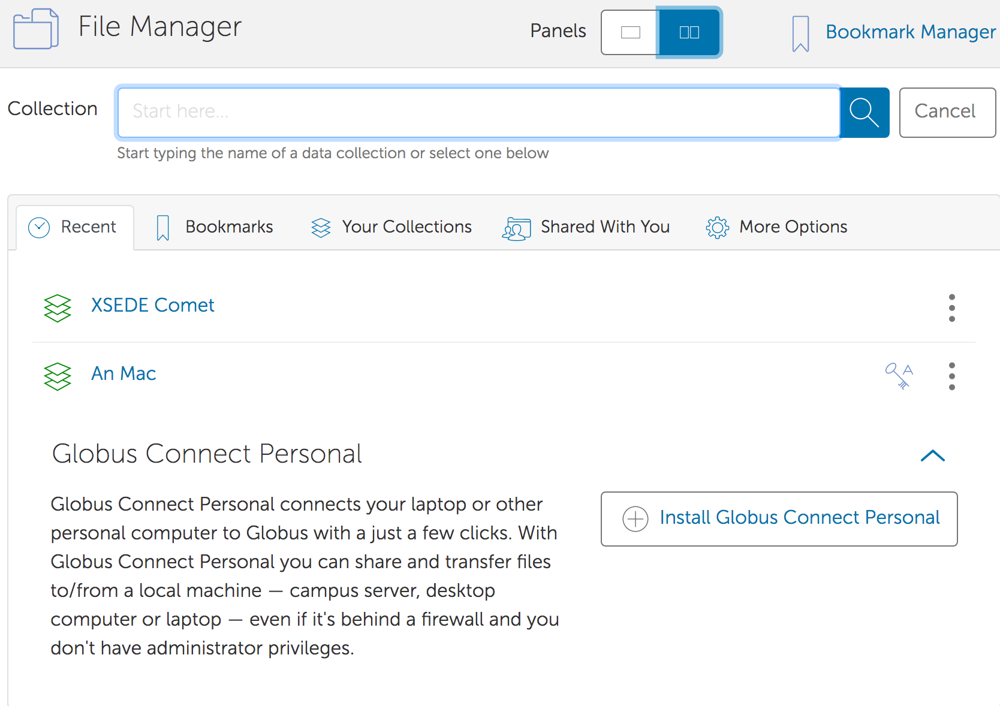 File Manager
Panels
Bookmark Manager
Collection
Start here...
Cancel
Start typing the name of a data collection or select one below
Recent
Bookmarks
Your Collections
Shared With You
More Options
XSEDE Comet
An Mac
A
Globus Connect Personal
Globus Connect Personal connects your laptop or other
personal computer to Globus with a just a few clicks. With
Globus Connect Personal you can share and transfer files
to/from a local machine — campus server, desktop
computer or laptop — even if it's behind a firewall and you
don't have administrator privileges.
Install Globus Connect Personal